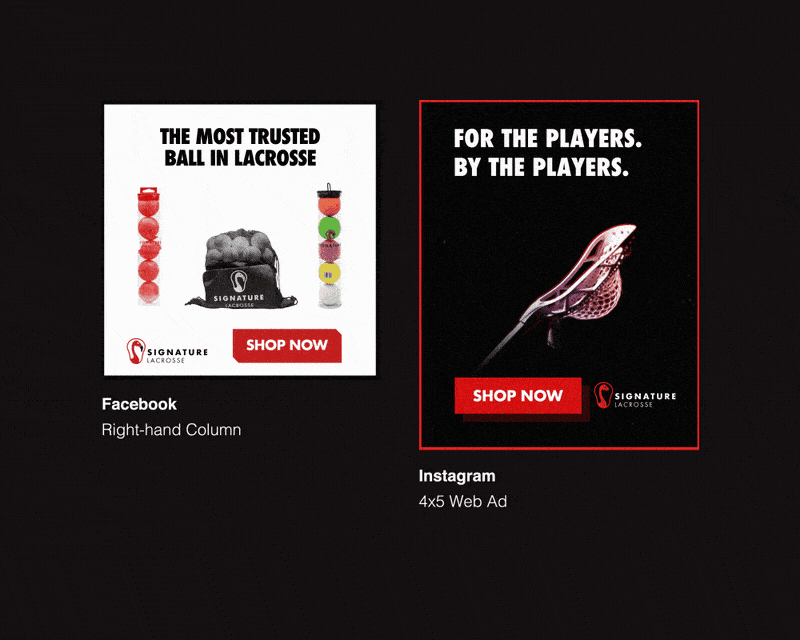 THE MOST TRUSTED
BALL IN LACROSSE
SIGNATURE
LACROSSE
SIGNATURE
LACROSSE
SHOP NOW
Facebook
Right-hand Column
FOR THE PLAYERS.
BY THE PLAYERS.
SHOP NOW
SIGNATURE
LACROSSE
Instagram
4x5 Web Ad